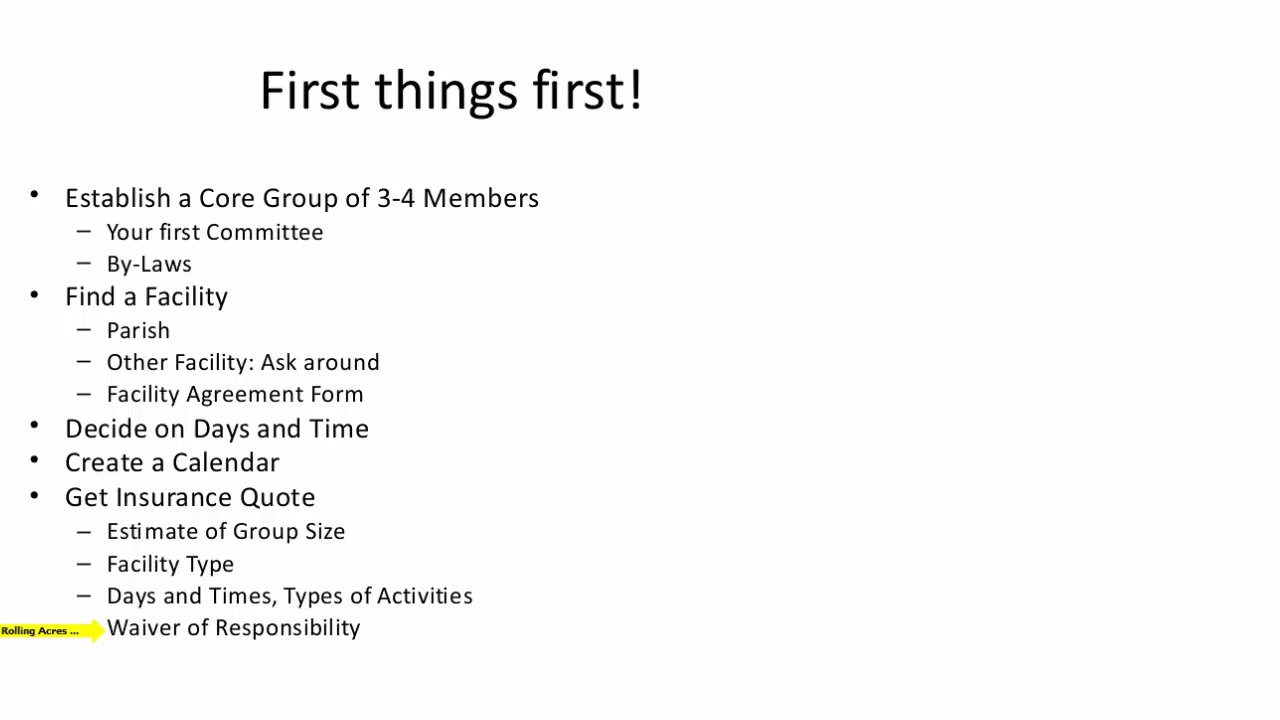 First things first!
• Establish a Core Group of 3-4 Members
– Your first Committee
– By-Laws
• Find a Facility
– Parish
– Other Facility: Ask around
– Facility Agreement Form
• Decide on Days and Time
• Create a Calendar
• Get Insurance Quote
– Estimate of Group Size
– Facility Type
– Days and Times, Types of Activities
Rolling Acres ... Waiver of Responsibility